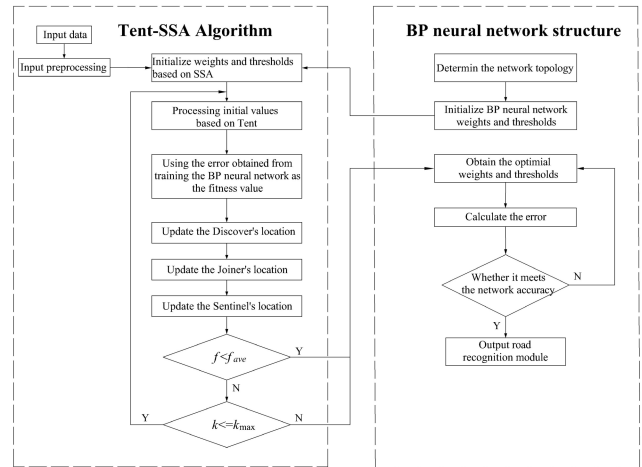 Tent-SSA Algorithm
Input data
Input preprocessing
Initialize weights and thresholds
based on SSA
Processing initial values
based on Tent
Using the error obtained from
training the BP neural network as
the fitness value
Update the Discover's location
Update the Joiner's location
Update the Sentinel's location
f<fave
Y
N
k<=kmax
Y
N
BP neural network structure
Determin the network topology
Initialize BP neural network
weights and thresholds
Obtain the optimial
weights and thresholds
Calculate the error
Whether it meets
the network accuracy
N
Y
Output road
recognition module